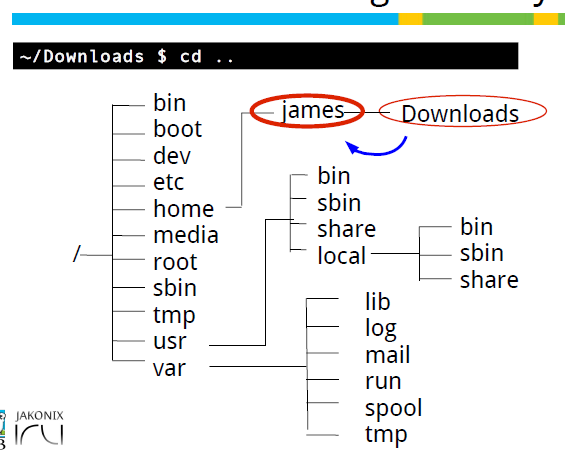 ~/Downloads $ cd ..
bin
boot
dev
etc
home
media
root
sbin
tmp
usr
var
/
james
Downloads
bin
sbin
share
local
bin
sbin
share
lib
log
mail
run
spool
tmp
JAKONIX